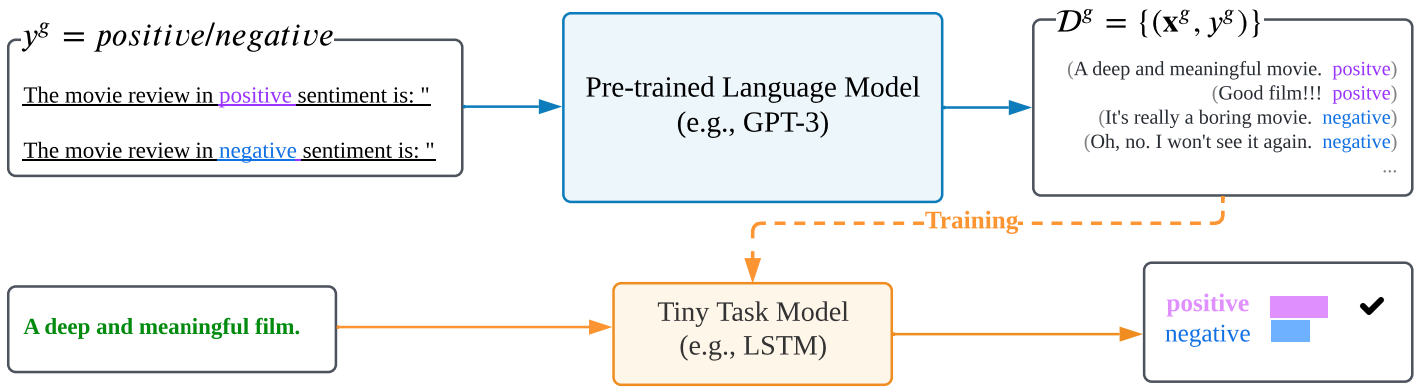 y^g = positive/negative
The movie review in positive sentiment is: "
The movie review in negative sentiment is: "
Pre-trained Language Model
(e.g., GPT-3)
𝒟^g = {(x^g, y^g)}
(A deep and meaningful movie. positve)
(Good film!!! positve)
(It's really a boring movie. negative)
(Oh, no. I won't see it again. negative)
...
Training
A deep and meaningful film.
Tiny Task Model
(e.g., LSTM)
positive
negative